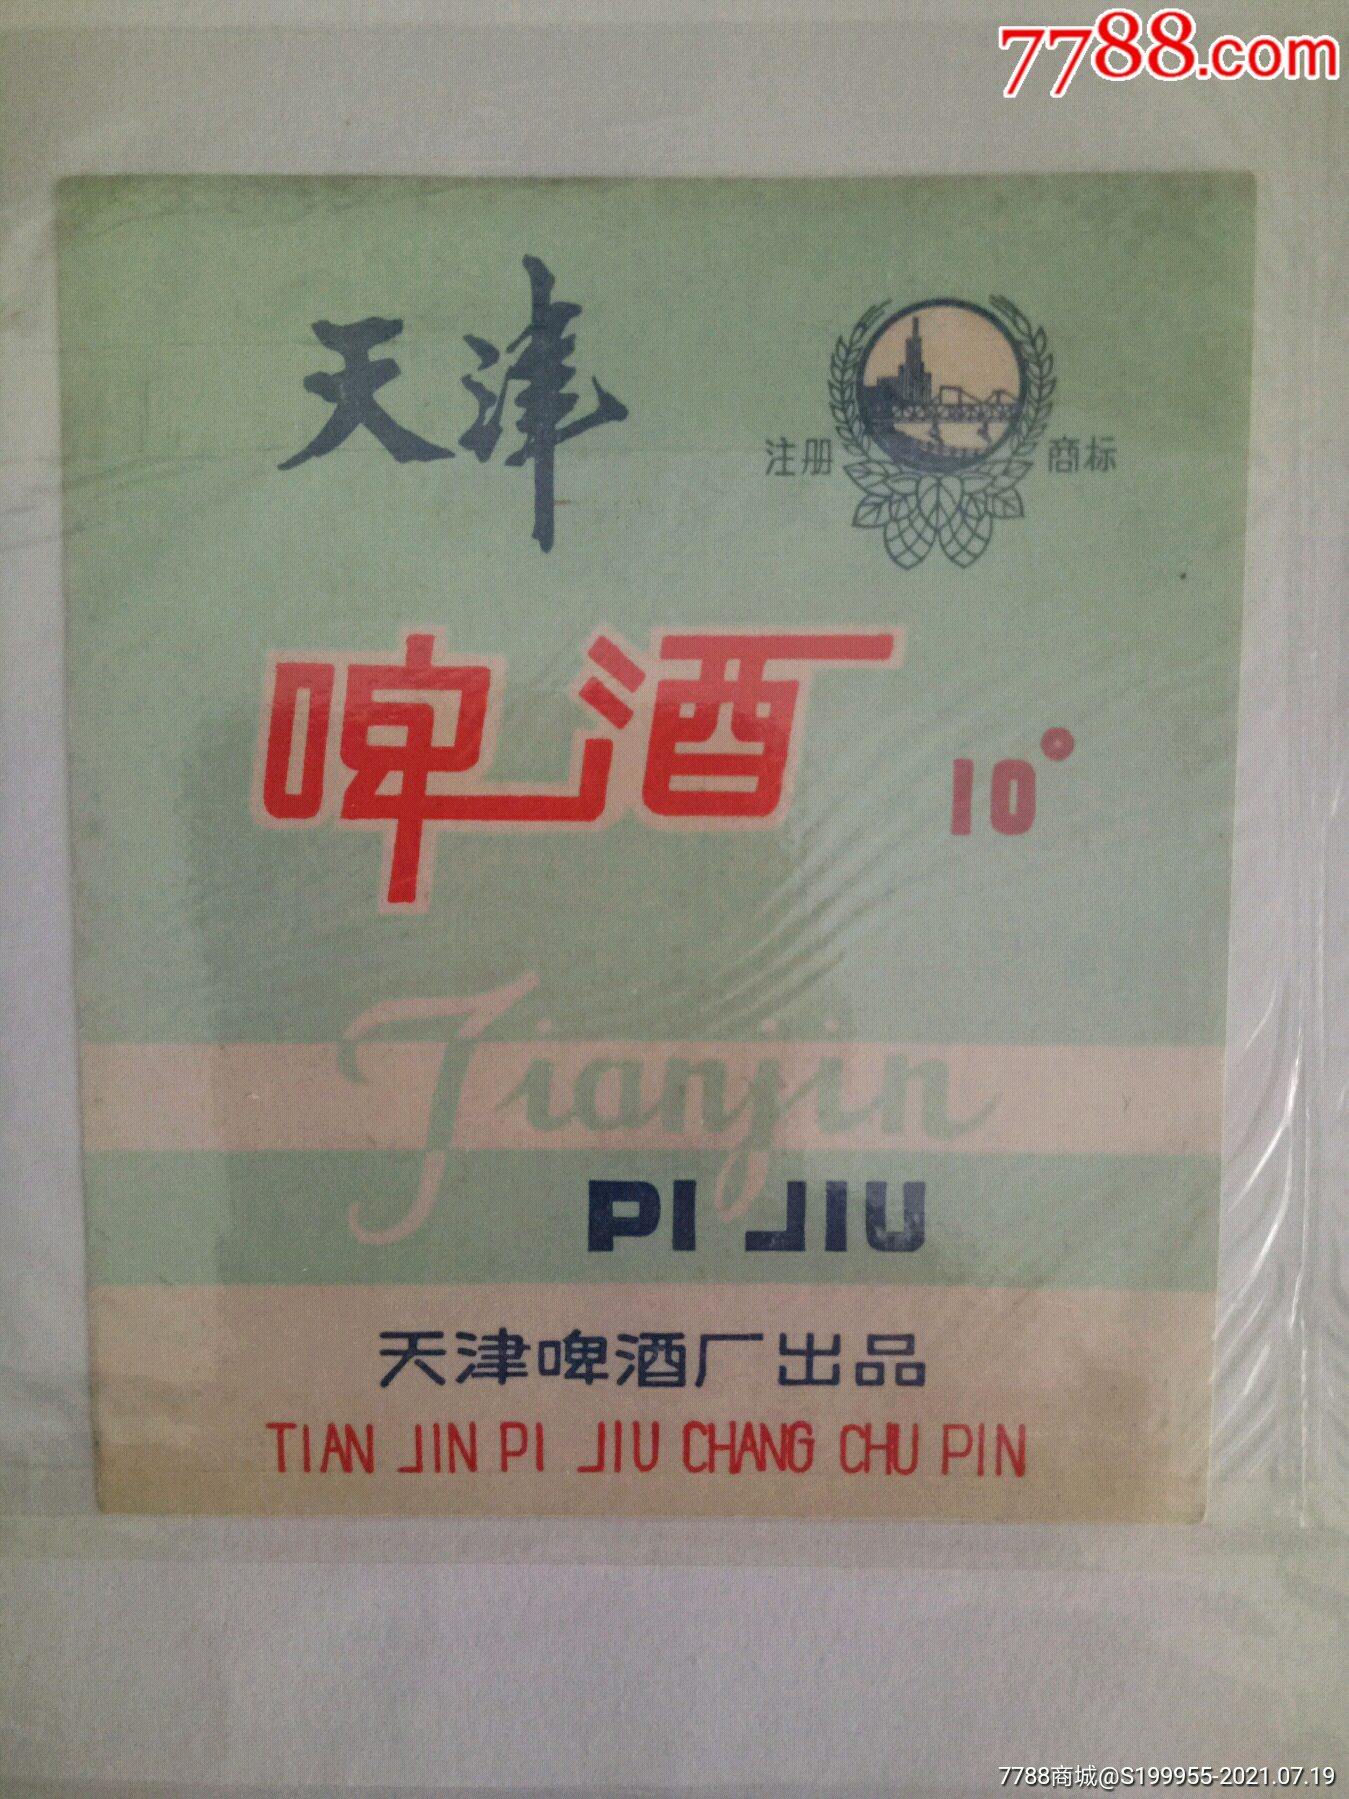 7788.com
天津
注册 商标
啤酒
10°
Tianjin
PI JIU
天津啤酒厂出品
TIAN JIN PI JIU CHANG CHU PIN
7788商城@S199955-2021.07.19